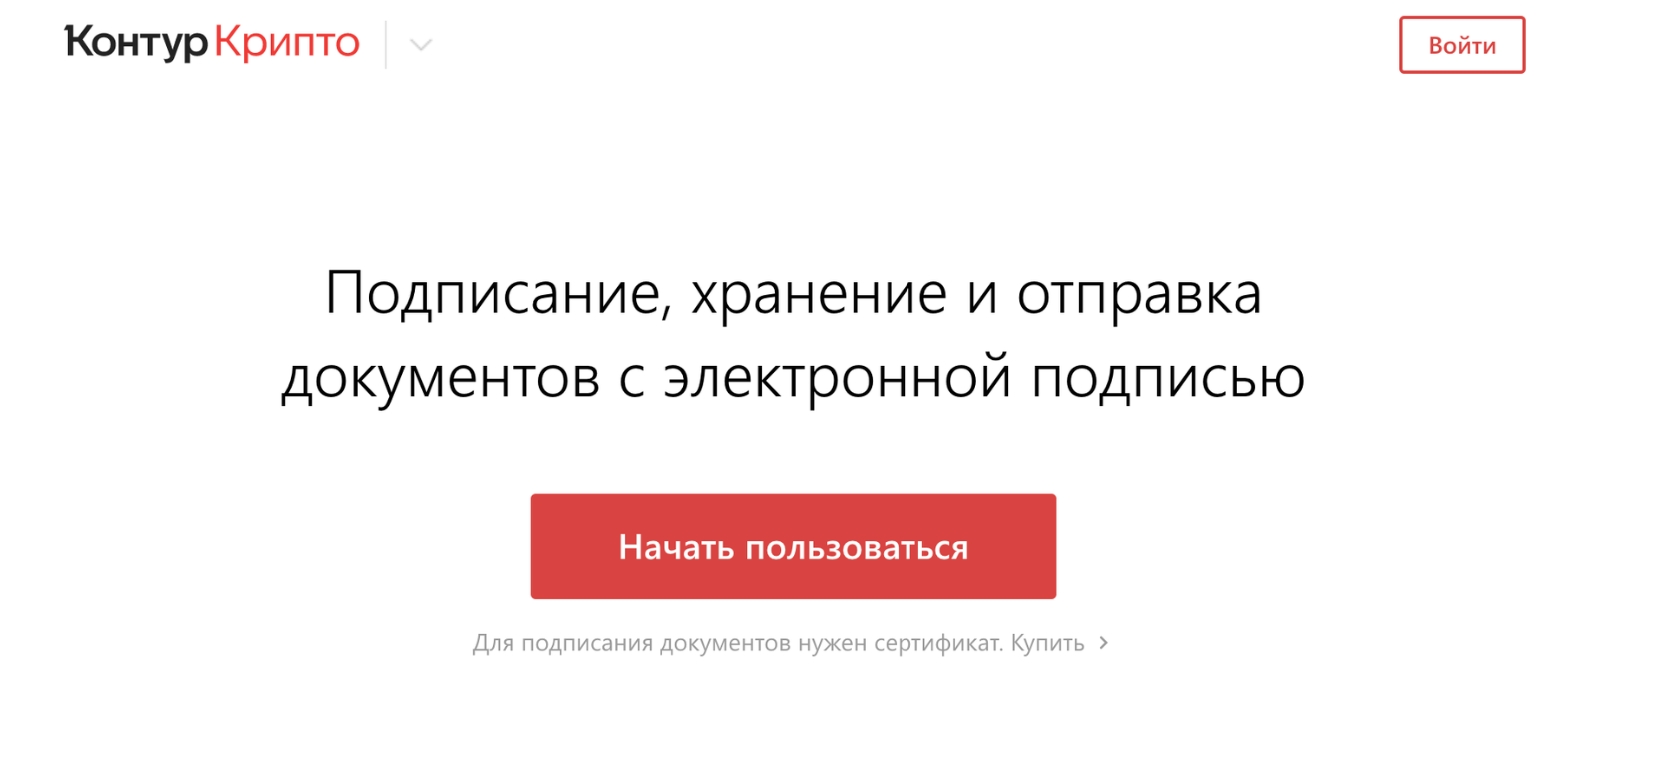 Контур Крипто
Войти
Подписание, хранение и отправка
документов с электронной подписью
Начать пользоваться
Для подписания документов нужен сертификат. Купить